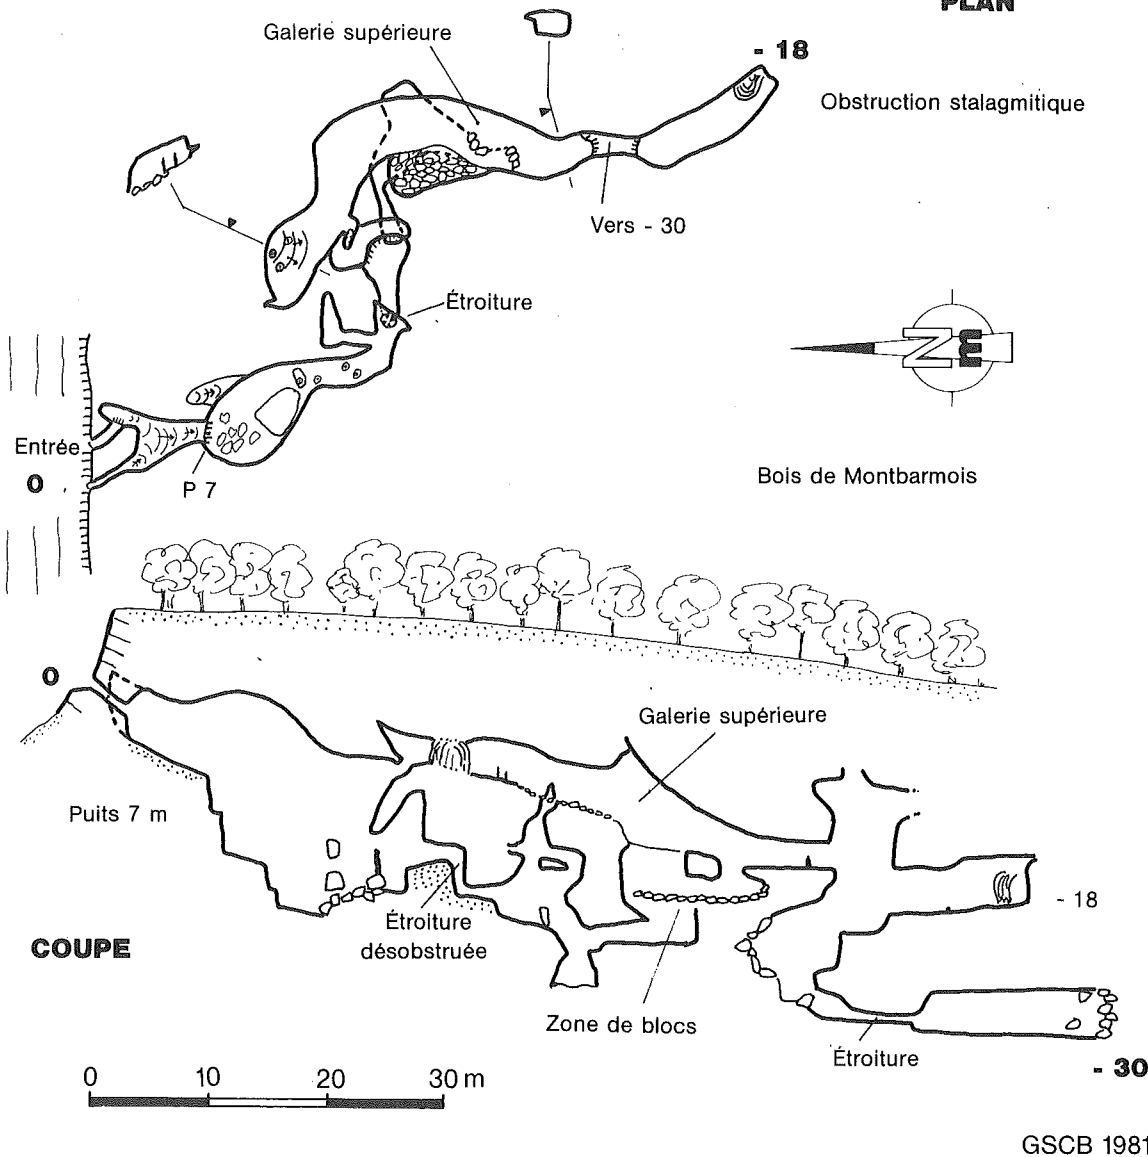 PLAN
Galerie supérieure
- 18
Obstruction stalagmitique
Vers - 30
Étroiture
NE
Entrée
0
P 7
Bois de Montbarmois
0
Galerie supérieure
Puits 7 m
- 18
Étroiture
désobstruée
COUPE
Zone de blocs
Étroiture
- 30
0 10 20 30 m
GSCB 1981